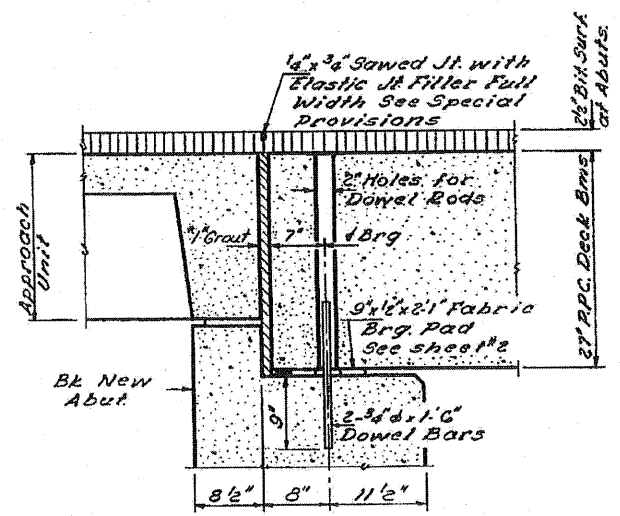 1/4" x 3/4" Sawed Jt. with
Elastic Jt. Filler Full
Width See Special
Provisions
2½" Bit. Surf.
at Abuts.
2" Holes for
Dowel Rods
Approach
Unit
*1" Grout
7"
¢ Brg
27" P.P.C. Deck Bms
9"x½"x2'-1" Fabric
Brg. Pad
See sheet #2
Bk New
Abut.
9"
2-¾"ϕ x 1'-6"
Dowel Bars
8½"
8"
11½"